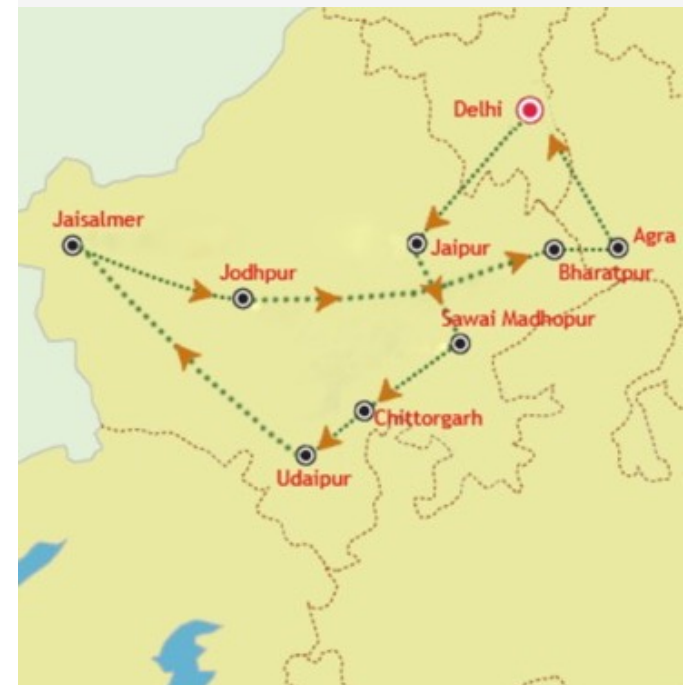 Delhi
Jaisalmer
Jaipur
Agra
Jodhpur
Bharatpur
Sawai Madhopur
Chittorgarh
Udaipur